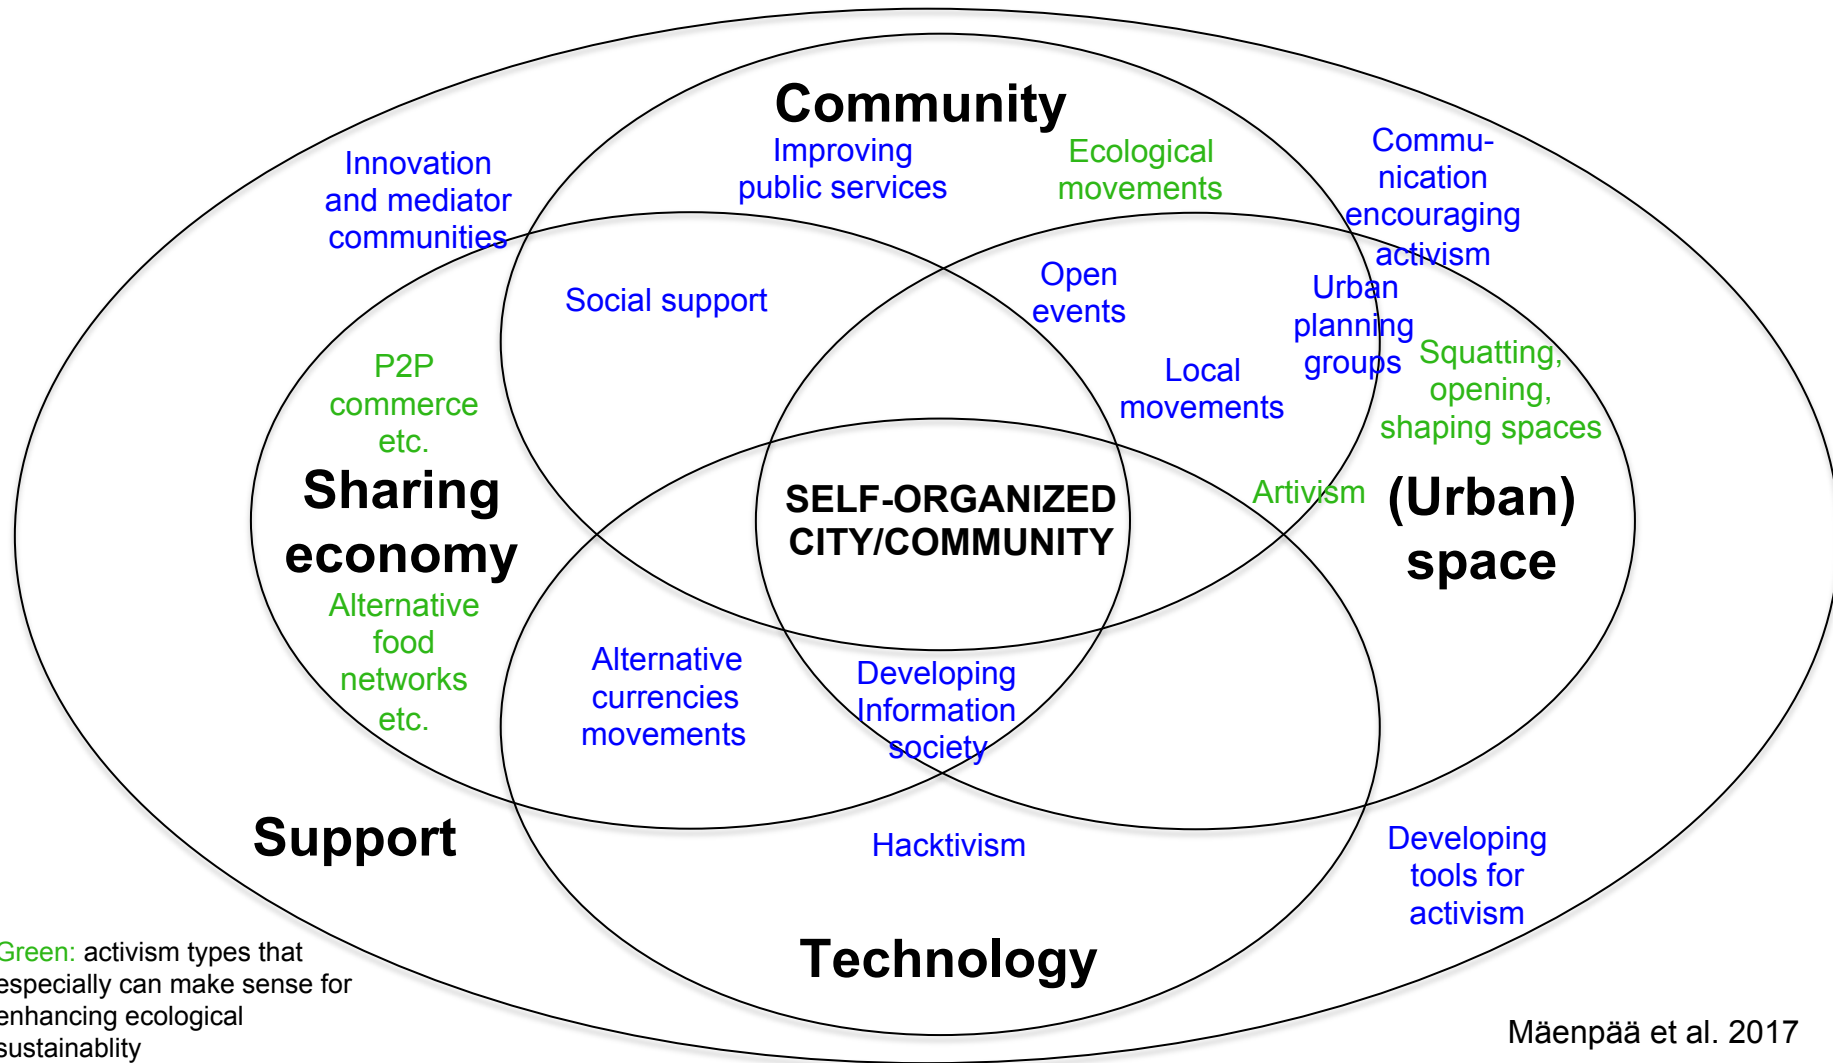 Community
Innovation
and mediator
communities
Improving
public services
Ecological
movements
Commu-
nication
encouraging
activism
Social support
Open
events
Urban
planning
groups
Local
movements
Squatting,
opening,
shaping spaces
P2P
commerce
etc.
Sharing
economy
Alternative
food
networks
etc.
SELF-ORGANIZED
CITY/COMMUNITY
Artivism
(Urban)
space
Alternative
currencies
movements
Developing
Information
society
Support
Hacktivism
Developing
tools for
activism
Technology
Green: activism types that
especially can make sense for
enhancing ecological
sustainablity
Mäenpää et al. 2017